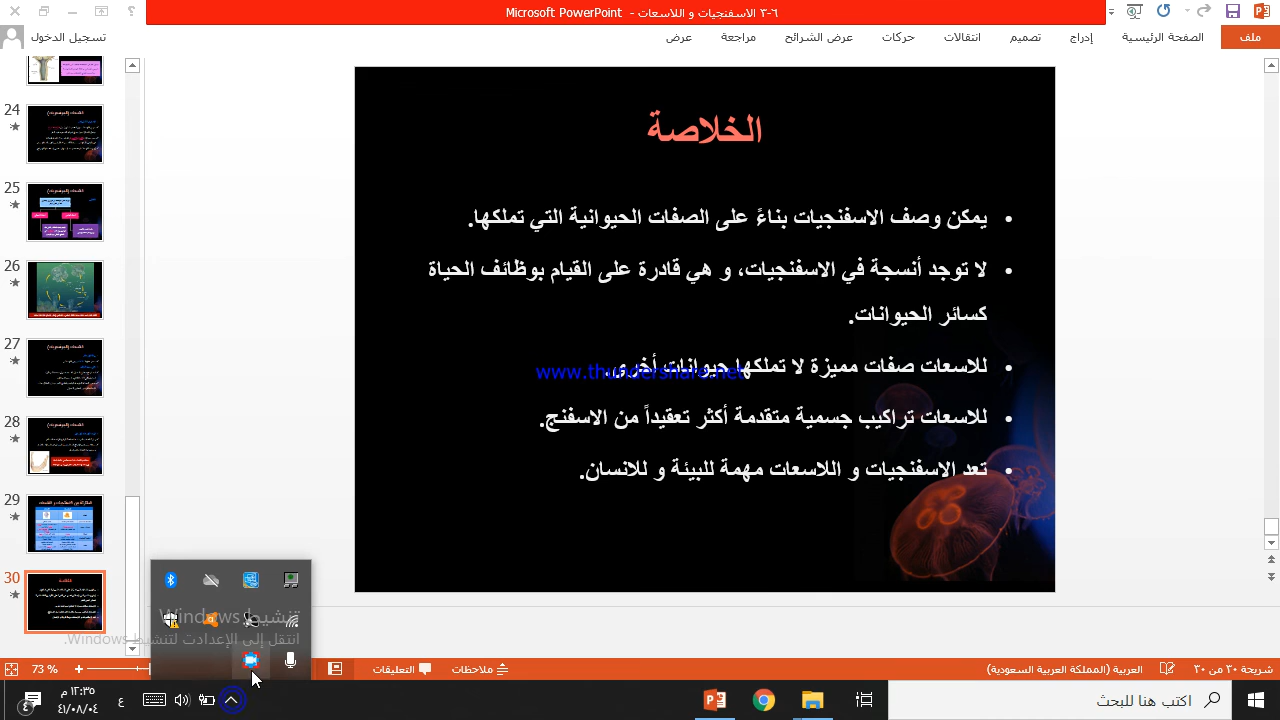 ٣-٦ الاسفنجيات و اللاسعات - Microsoft PowerPoint
تسجيل الدخول
ملف
الصفحة الرئيسية
إدراج
تصميم
انتقالات
حركات
عرض الشرائح
مراجعة
عرض
الخلاصة
يمكن وصف الاسفنجيات بناءً على الصفات الحيوانية التي تملكها.
لا توجد أنسجة في الاسفنجيات، و هي قادرة على القيام بوظائف الحياة
كسائر الحيوانات.
للاسعات صفات مميزة لا تملكها حيوانات أخرى.
www.thundershare.net
للاسعات تراكيب جسمية متقدمة أكثر تعقيداً من الاسفنج.
تعد الاسفنجيات و اللاسعات مهمة للبيئة و للانسان.
24
25
26
27
28
29
30
تنشيط Windows
انتقل إلى الإعدادت لتنشيط Windows.
شريحة ٣٠ من ٣٠
العربية (المملكة العربية السعودية)
ملاحظات
التعليقات
73 %
اكتب هنا للبحث
ع
١٢:٣٥ م
٤١/٠٨/٠٤